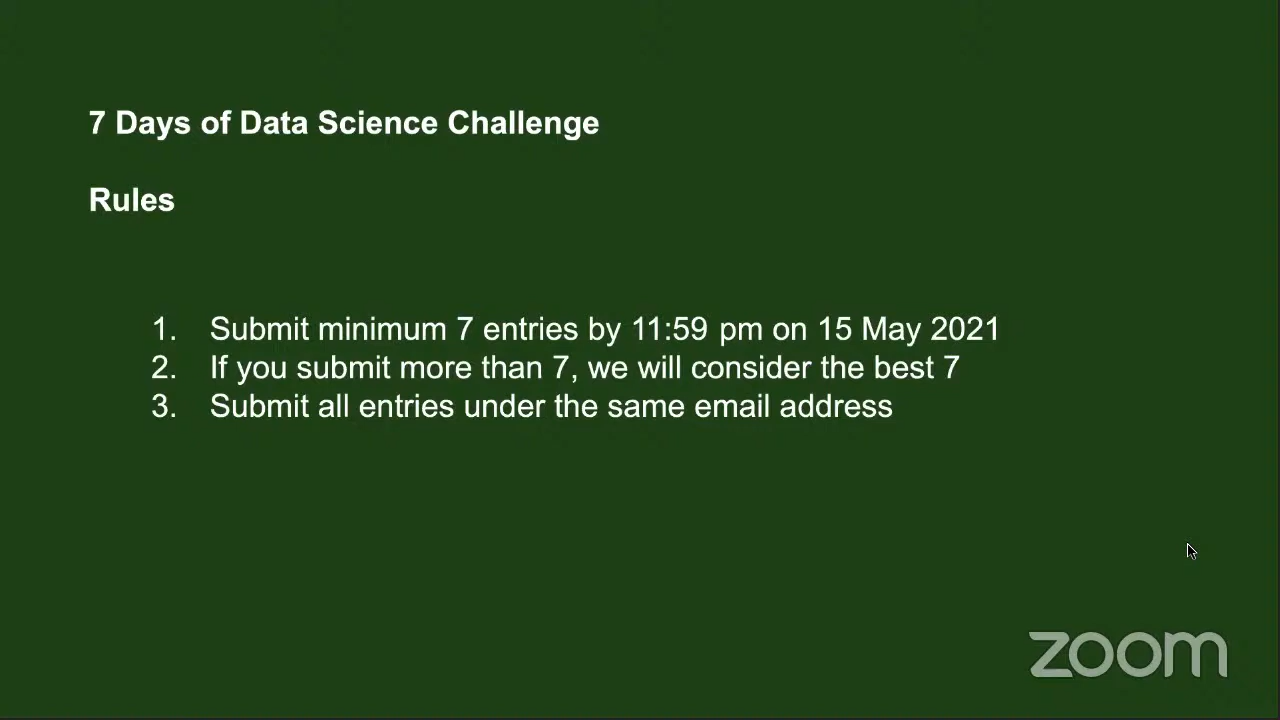 7 Days of Data Science Challenge
Rules
1. Submit minimum 7 entries by 11:59 pm on 15 May 2021
2. If you submit more than 7, we will consider the best 7
3. Submit all entries under the same email address
zoom